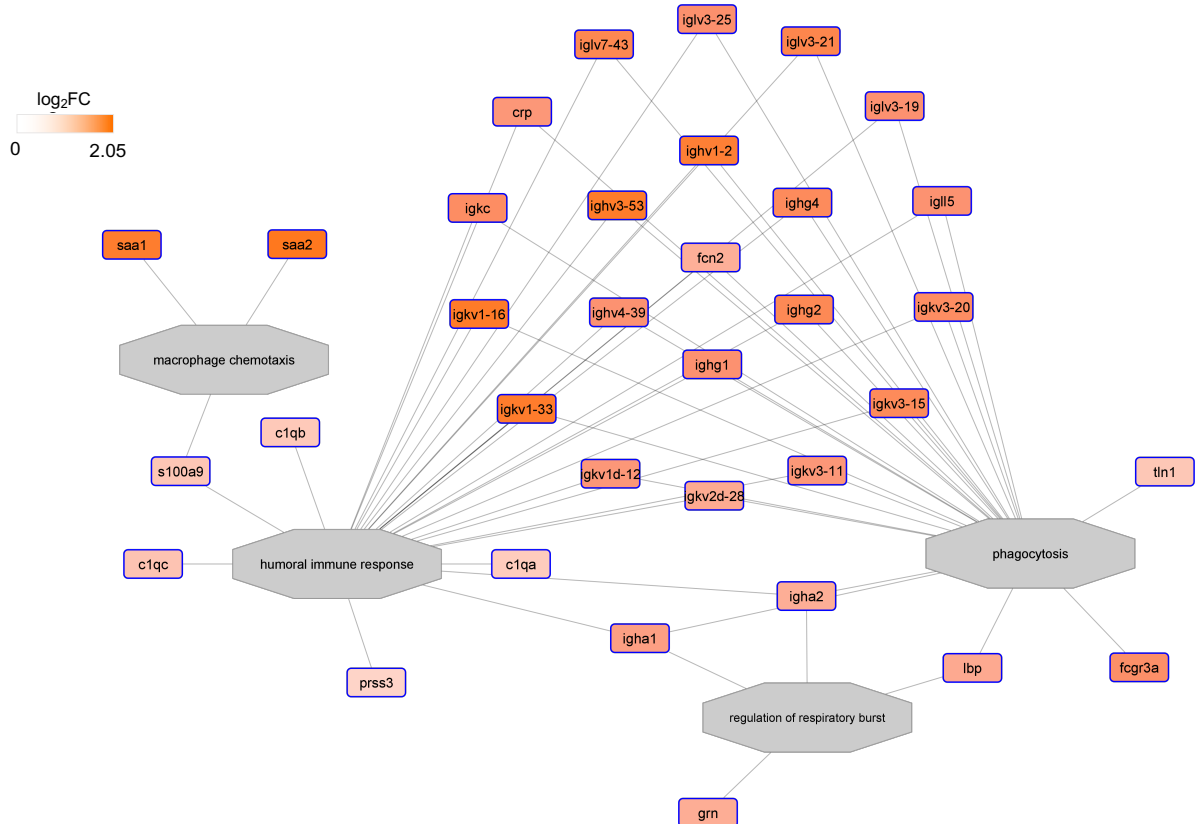 iglv3-25
iglv7-43
iglv3-21
log2FC
crp
iglv3-19
0
2.05
ighv1-2
igkc
ighv3-53
ighg4
igll5
saa1
saa2
fcn2
igkv1-16
ighv4-39
ighg2
igkv3-20
macrophage chemotaxis
ighg1
igkv1-33
igkv3-15
c1qb
s100a9
gkv1d-12
igkv3-11
tln1
gkv2d-28
c1qc
humoral immune response
c1qa
phagocytosis
igha2
igha1
lbp
fcgr3a
prss3
regulation of respiratory burst
grn